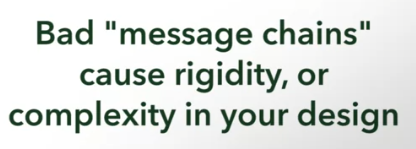 Bad "message chains"
cause rigidity, or
complexity in your design